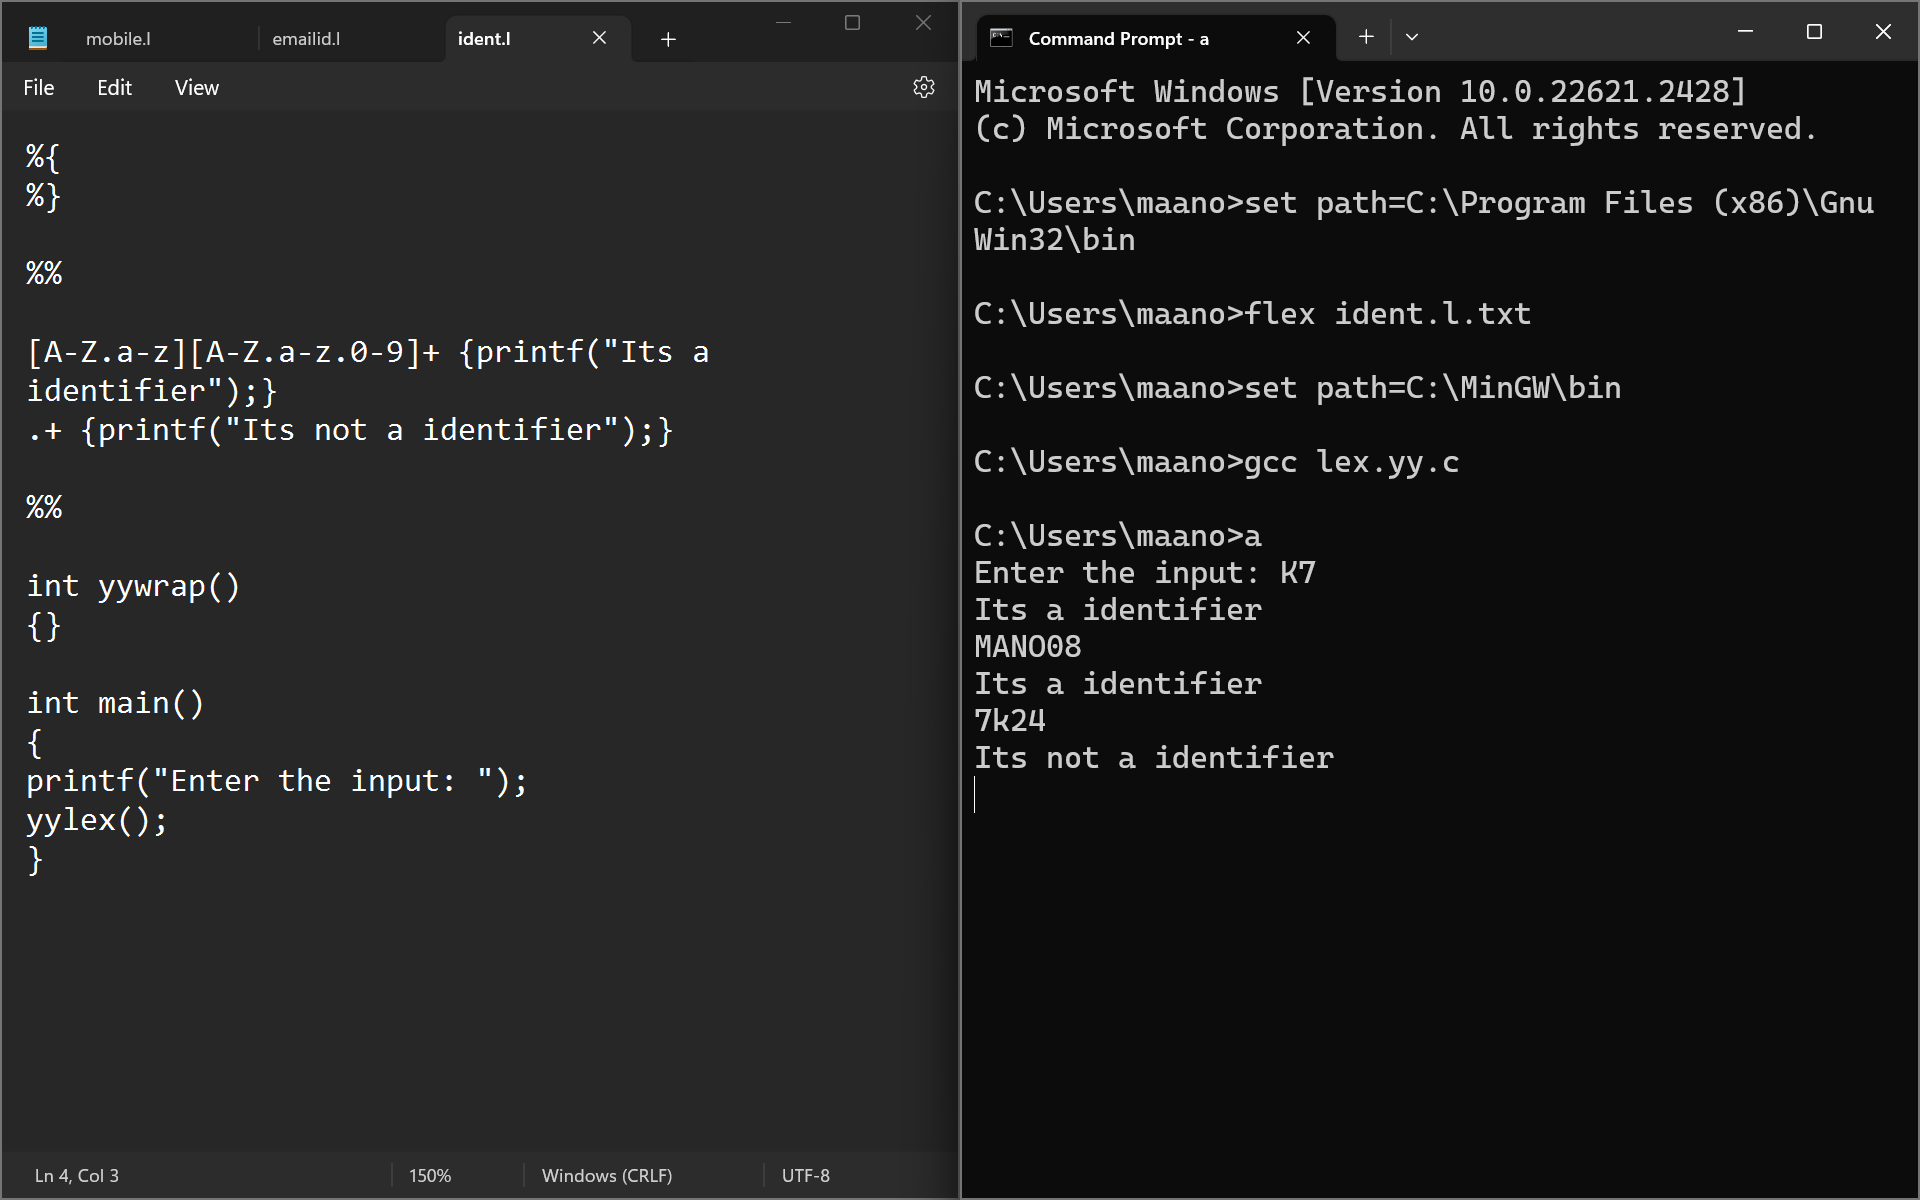 mobile.l
emailid.l
ident.l
File
Edit
View
%{
%}
%%
[A-Z.a-z][A-Z.a-z.0-9]+ {printf("Its a
identifier");}
.+ {printf("Its not a identifier");}
%%
int yywrap()
{}
int main()
{
printf("Enter the input: ");
yylex();
}
Ln 4, Col 3
150%
Windows (CRLF)
UTF-8
Command Prompt - a
Microsoft Windows [Version 10.0.22621.2428]
(c) Microsoft Corporation. All rights reserved.
C:\Users\maano>set path=C:\Program Files (x86)\Gnu
Win32\bin
C:\Users\maano>flex ident.l.txt
C:\Users\maano>set path=C:\MinGW\bin
C:\Users\maano>gcc lex.yy.c
C:\Users\maano>a
Enter the input: K7
Its a identifier
MANO08
Its a identifier
7k24
Its not a identifier